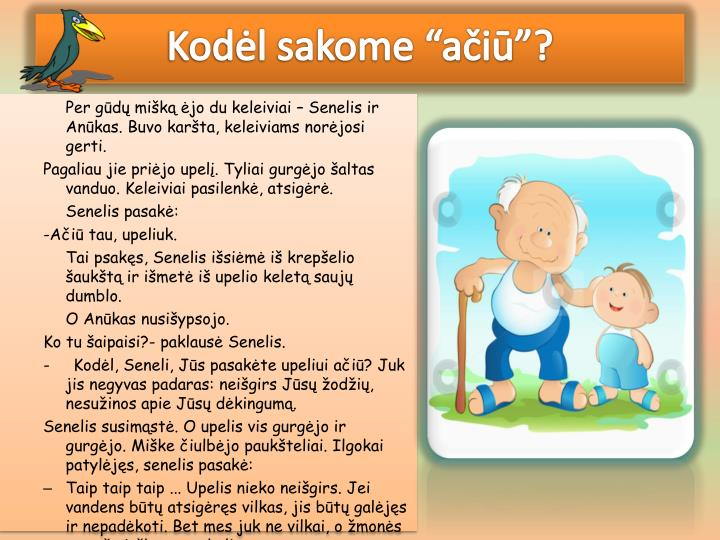 Kodėl sakome “ačiū”?
Per gūdų mišką ėjo du keleiviai – Senelis ir
Anūkas. Buvo karšta, keleiviams norėjosi
gerti.
Pagaliau jie priėjo upelį. Tyliai gurgėjo šaltas
vanduo. Keleiviai pasilenkė, atsigėrė.
Senelis pasakė:
-Ačiū tau, upeliuk.
Tai psakęs, Senelis išsiėmė iš krepšelio
šaukštą ir išmetė iš upelio keletą saujų
dumblo.
O Anūkas nusišypsojo.
Ko tu šaipaisi?- paklausė Senelis.
- Kodėl, Seneli, Jūs pasakėte upeliui ačiū? Juk
jis negyvas padaras: neišgirs Jūsų žodžių,
nesužinos apie Jūsų dėkingumą.
Senelis susimąstė. O upelis vis gurgėjo ir
gurgėjo. Miške čiulbėjo paukšteliai. Ilgokai
patylėjęs, senelis pasakė:
– Taip taip taip ... Upelis nieko neišgirs. Jei
vandens būtų atsigėręs vilkas, jis būtų galėjęs
ir nepadėkoti. Bet mes juk ne vilkai, o žmonės